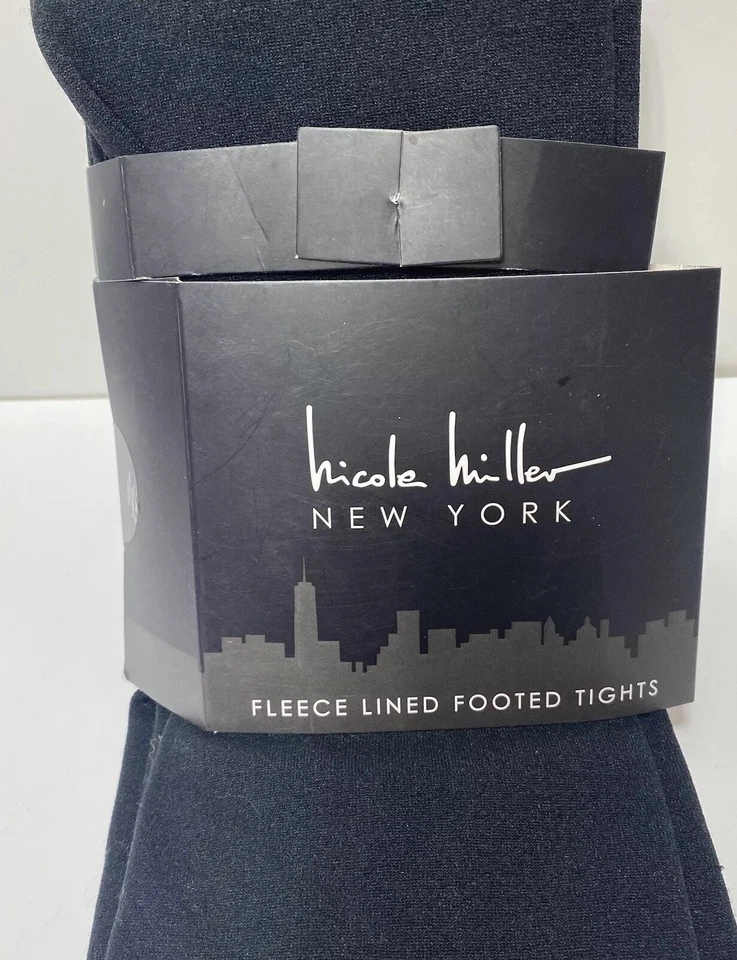 nicole miller
NEW YORK
FLEECE LINED FOOTED TIGHTS